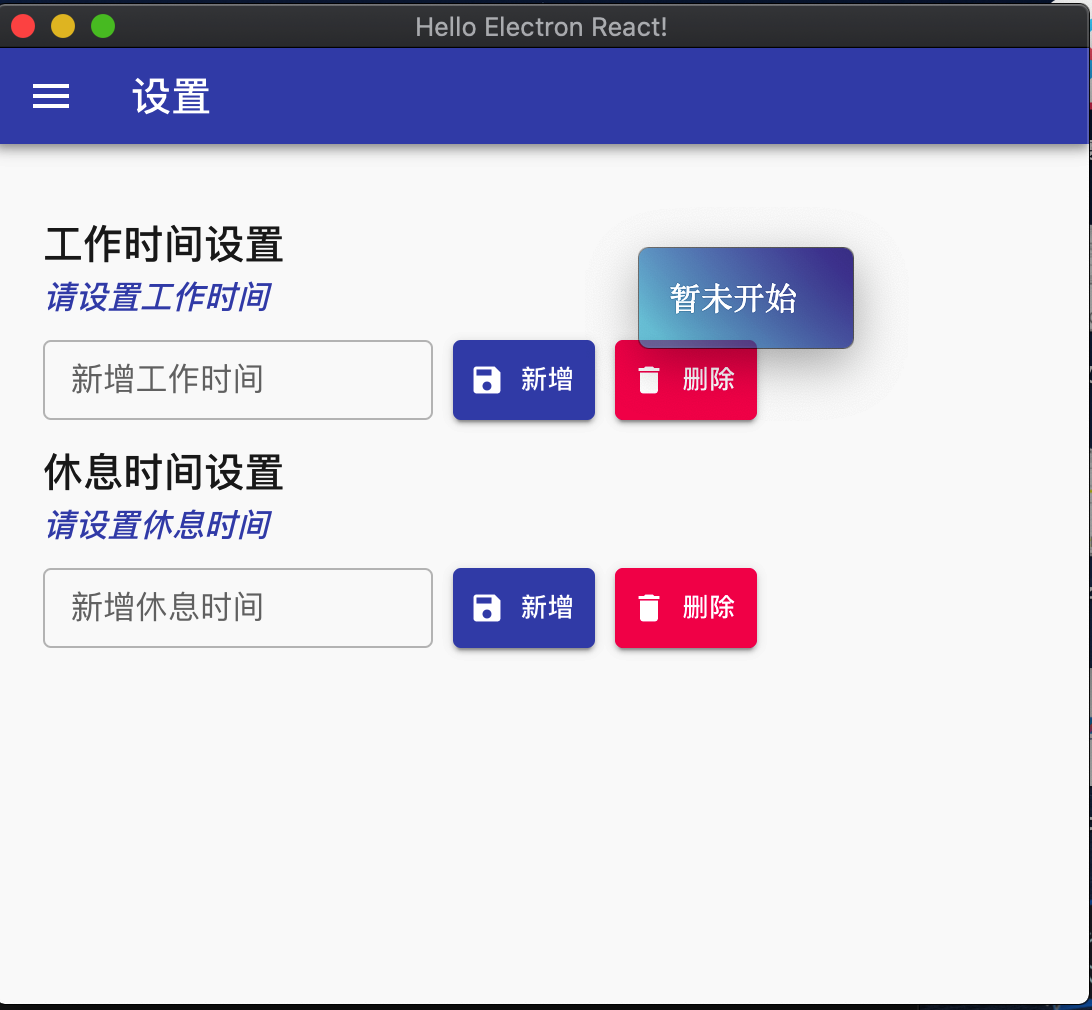 Hello Electron React!
设置
工作时间设置
请设置工作时间
暂未开始
新增工作时间
新增
删除
休息时间设置
请设置休息时间
新增休息时间
新增
删除